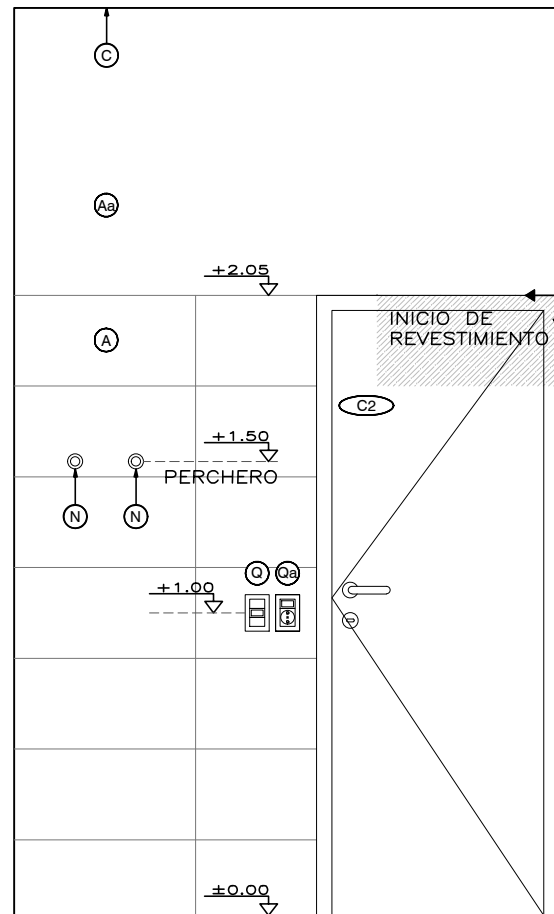 C
Aa
+2.05
INICIO DE
REVESTIMIENTO
A
C2
+1.50
PERCHERO
N
N
Q
Qa
+1.00
±0.00